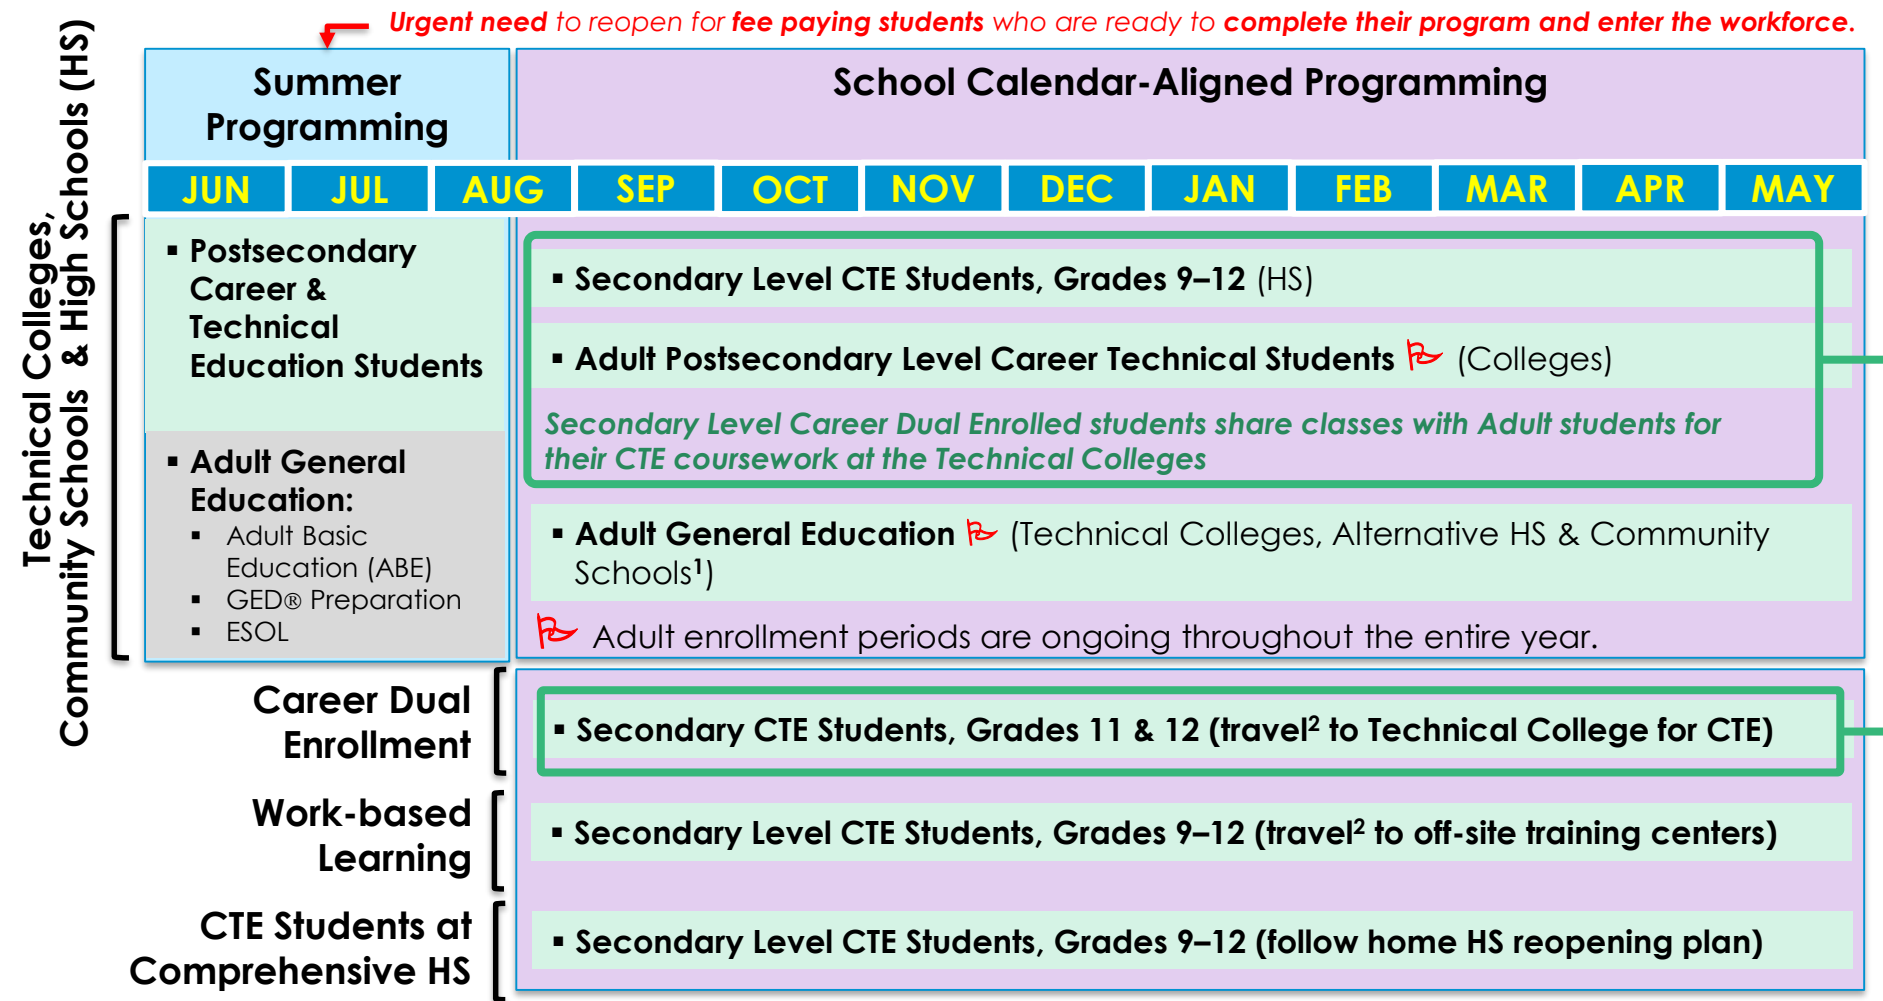 Urgent need to reopen for fee paying students who are ready to complete their program and enter the workforce.
Technical Colleges,
Community Schools & High Schools (HS)
Summer
Programming
School Calendar-Aligned Programming
JUN JUL AUG SEP OCT NOV DEC JAN FEB MAR APR MAY
▪ Postsecondary
Career &
Technical
Education Students
▪ Adult General
Education:
▪ Adult Basic
Education (ABE)
▪ GED® Preparation
▪ ESOL
▪ Secondary Level CTE Students, Grades 9–12 (HS)
▪ Adult Postsecondary Level Career Technical Students (Colleges)
Secondary Level Career Dual Enrolled students share classes with Adult students for
their CTE coursework at the Technical Colleges
▪ Adult General Education (Technical Colleges, Alternative HS & Community
Schools¹)
Adult enrollment periods are ongoing throughout the entire year.
Career Dual
Enrollment
▪ Secondary CTE Students, Grades 11 & 12 (travel² to Technical College for CTE)
Work-based
Learning
▪ Secondary Level CTE Students, Grades 9–12 (travel² to off-site training centers)
CTE Students at
Comprehensive HS
▪ Secondary Level CTE Students, Grades 9–12 (follow home HS reopening plan)